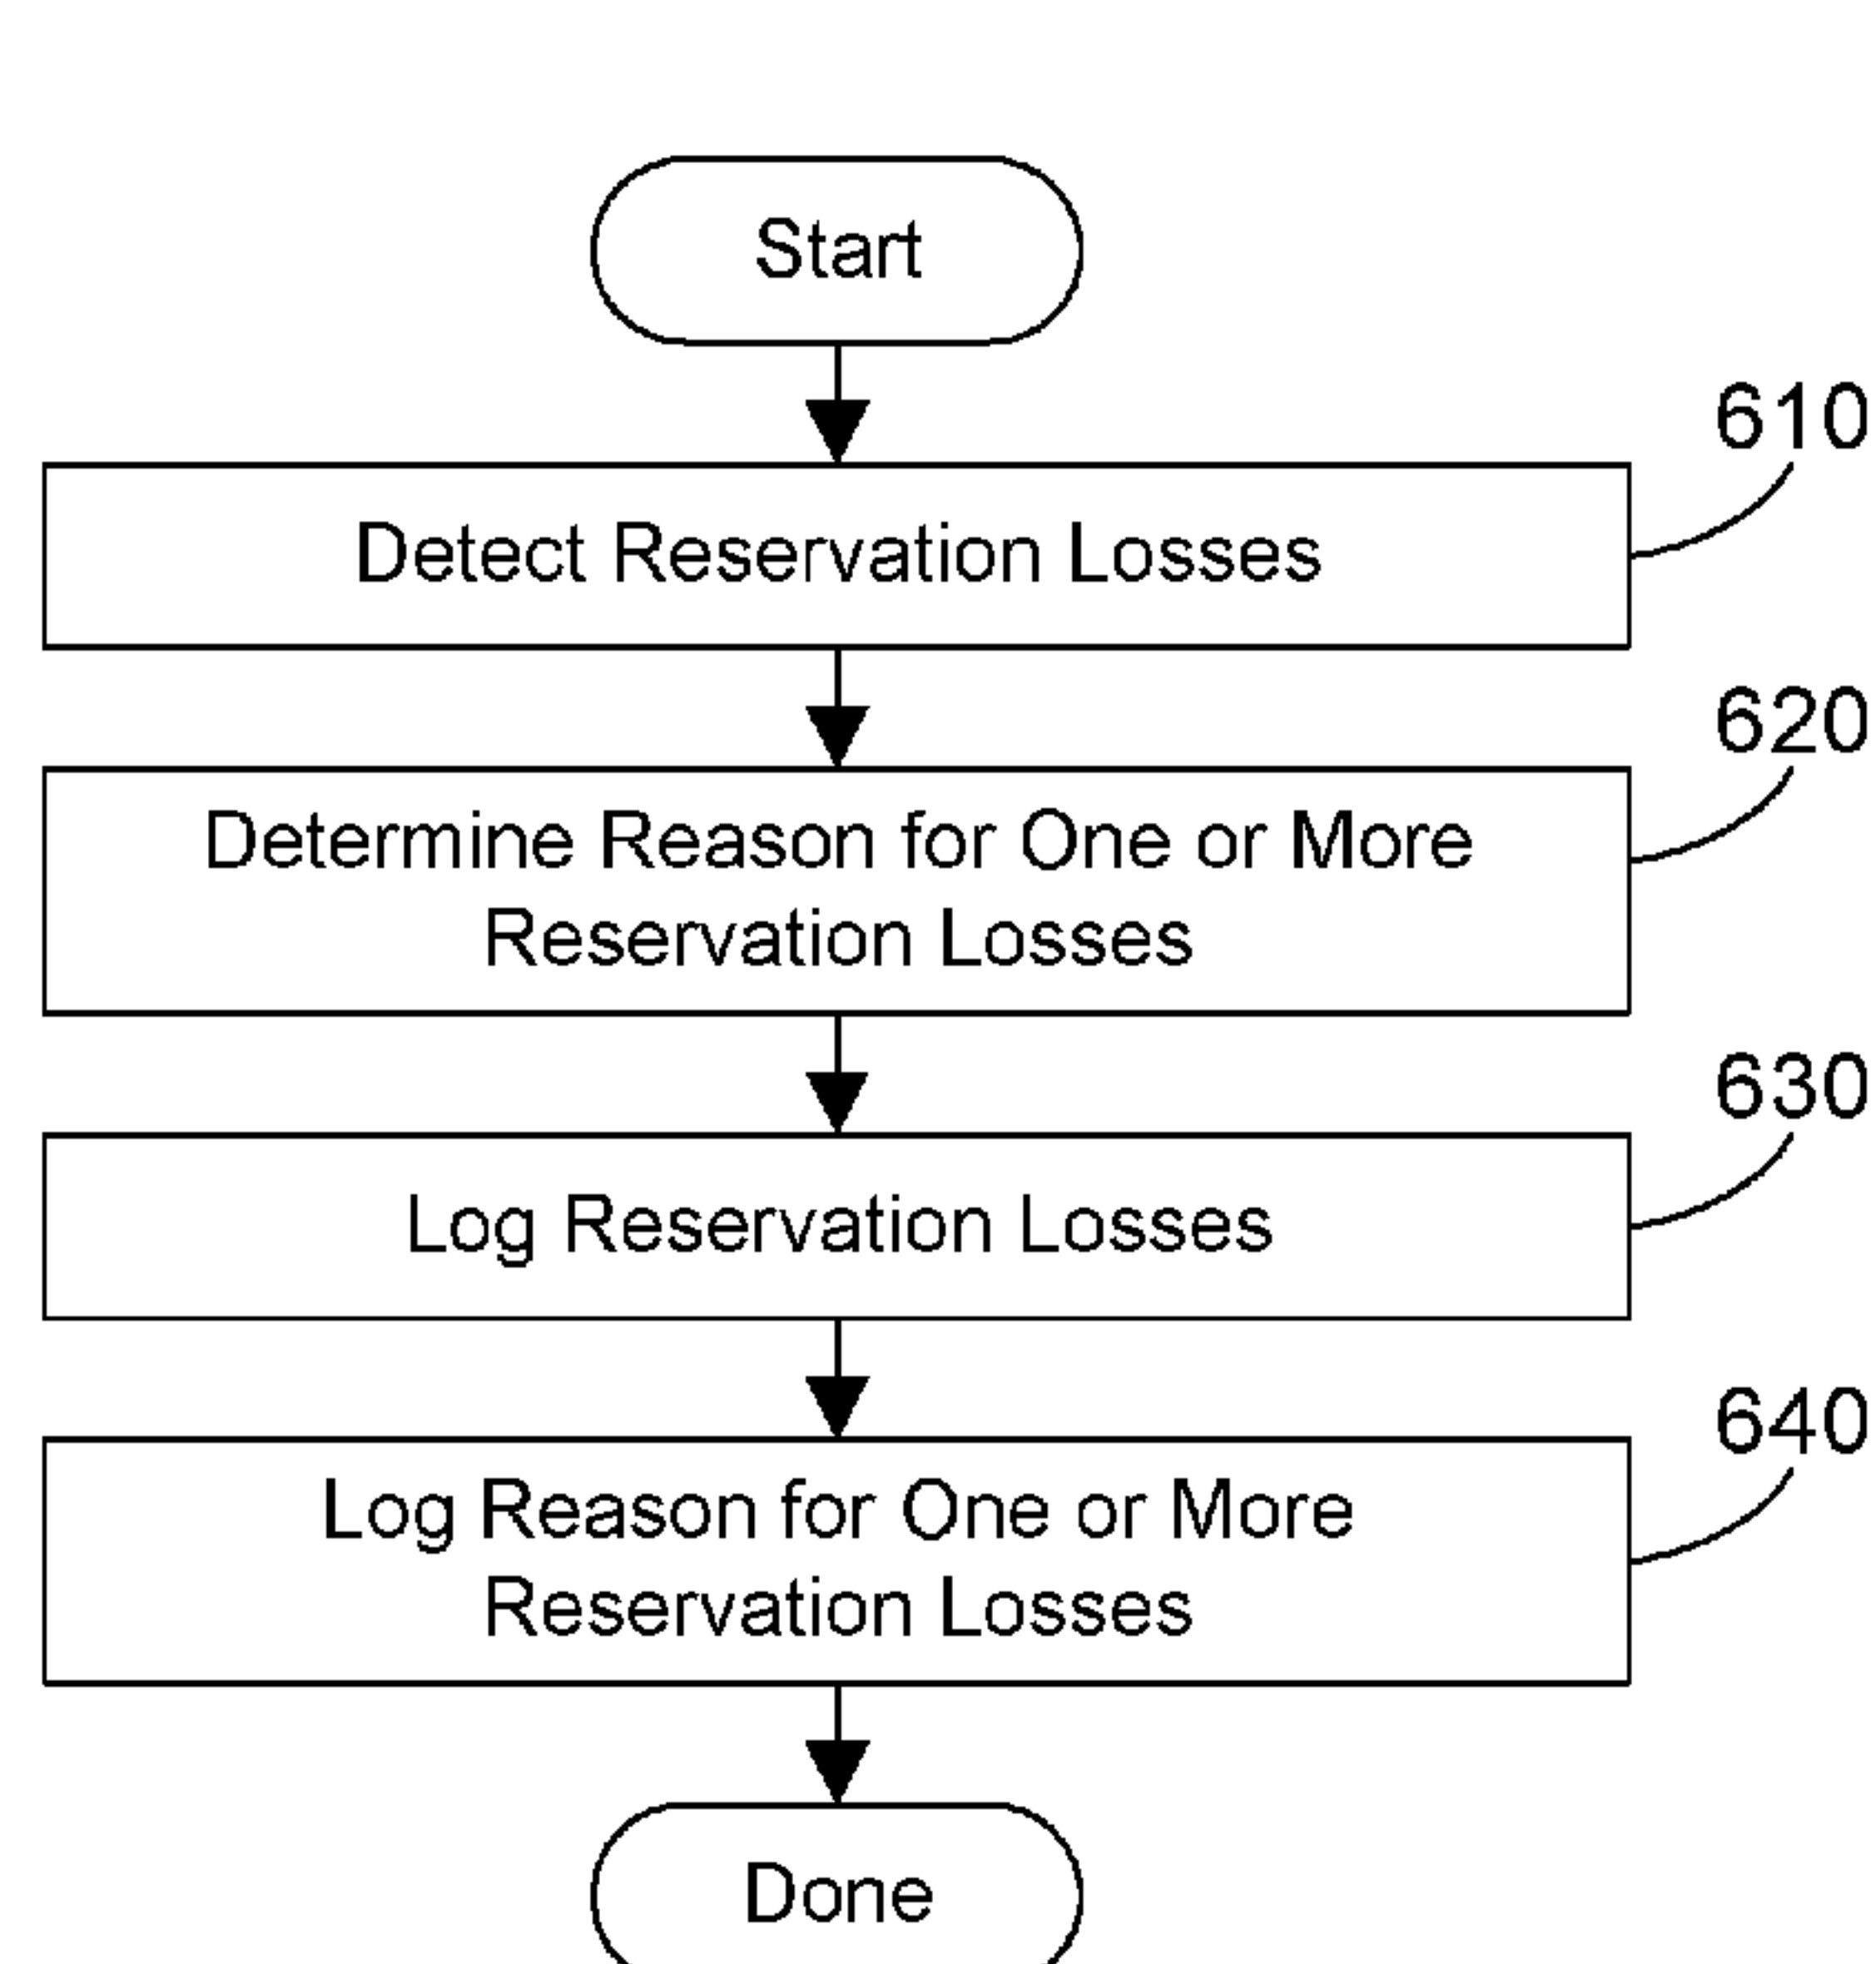 Start
610
Detect Reservation Losses
620
Determine Reason for One or More
Reservation Losses
630
Log Reservation Losses
640
Log Reason for One or More
Reservation Losses
Done